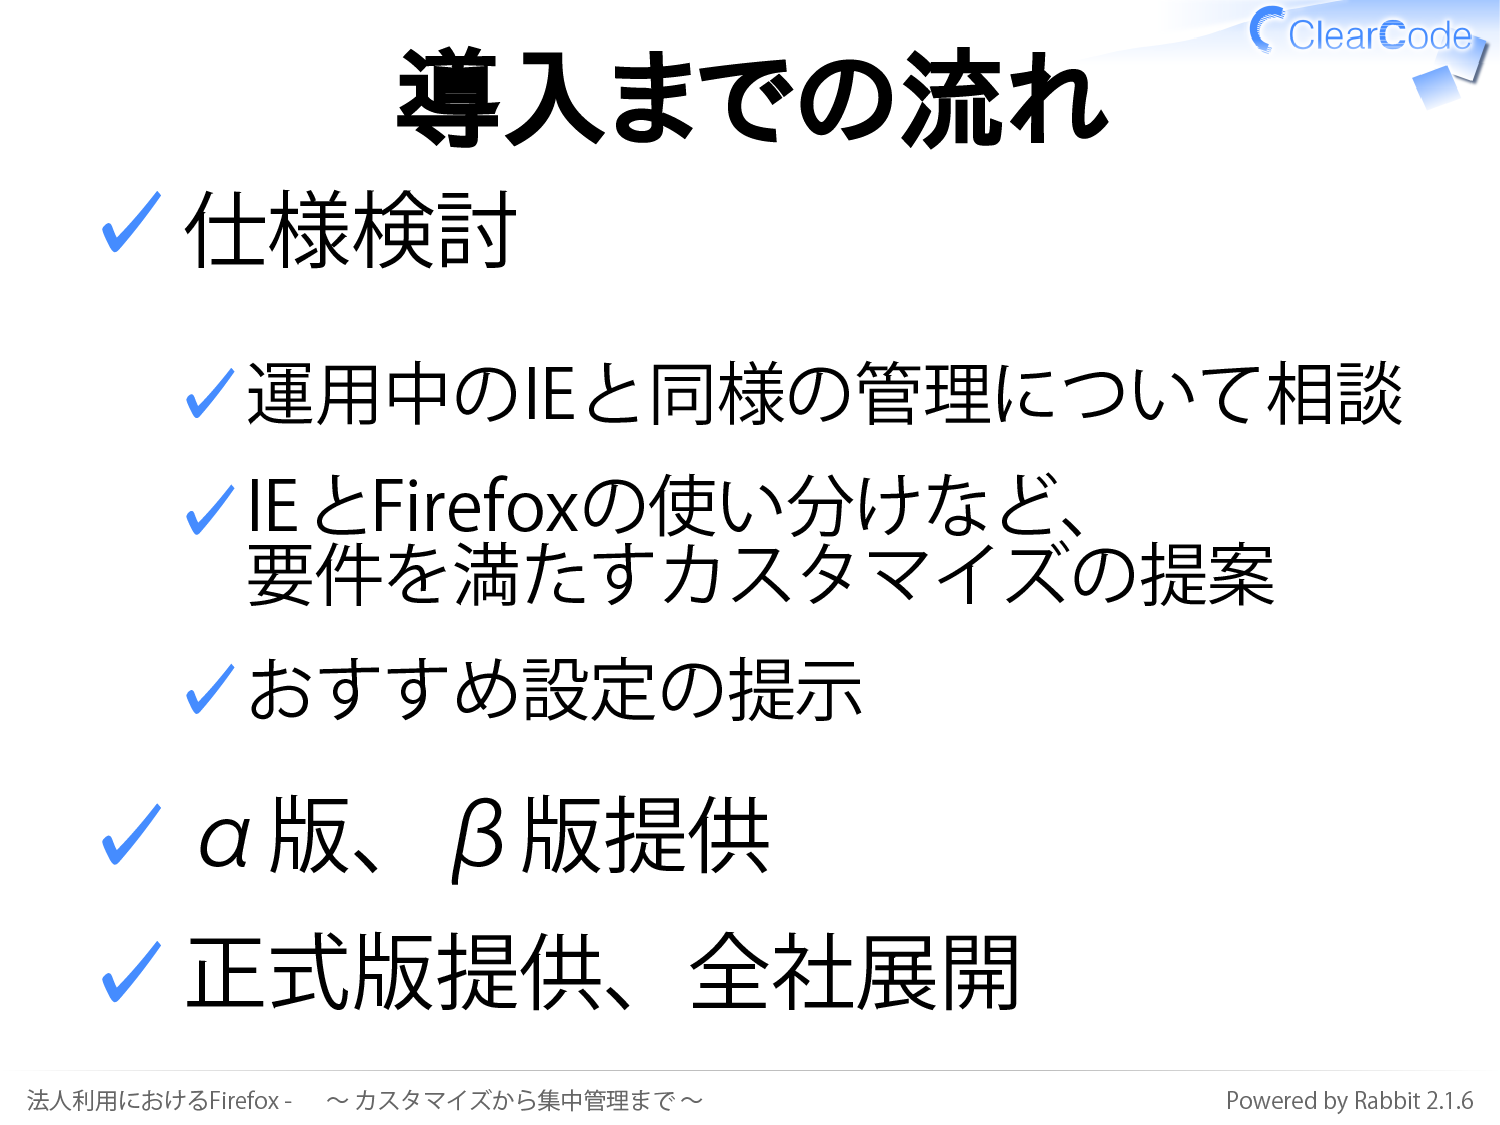 ClearCode
導入までの流れ
仕様検討
運用中のIEと同様の管理について相談
IEとFirefoxの使い分けなど、
要件を満たすカスタマイズの提案
おすすめ設定の提示
α版、β版提供
正式版提供、全社展開
法人利用におけるFirefox - ～カスタマイズから集中管理まで～
Powered by Rabbit 2.1.6